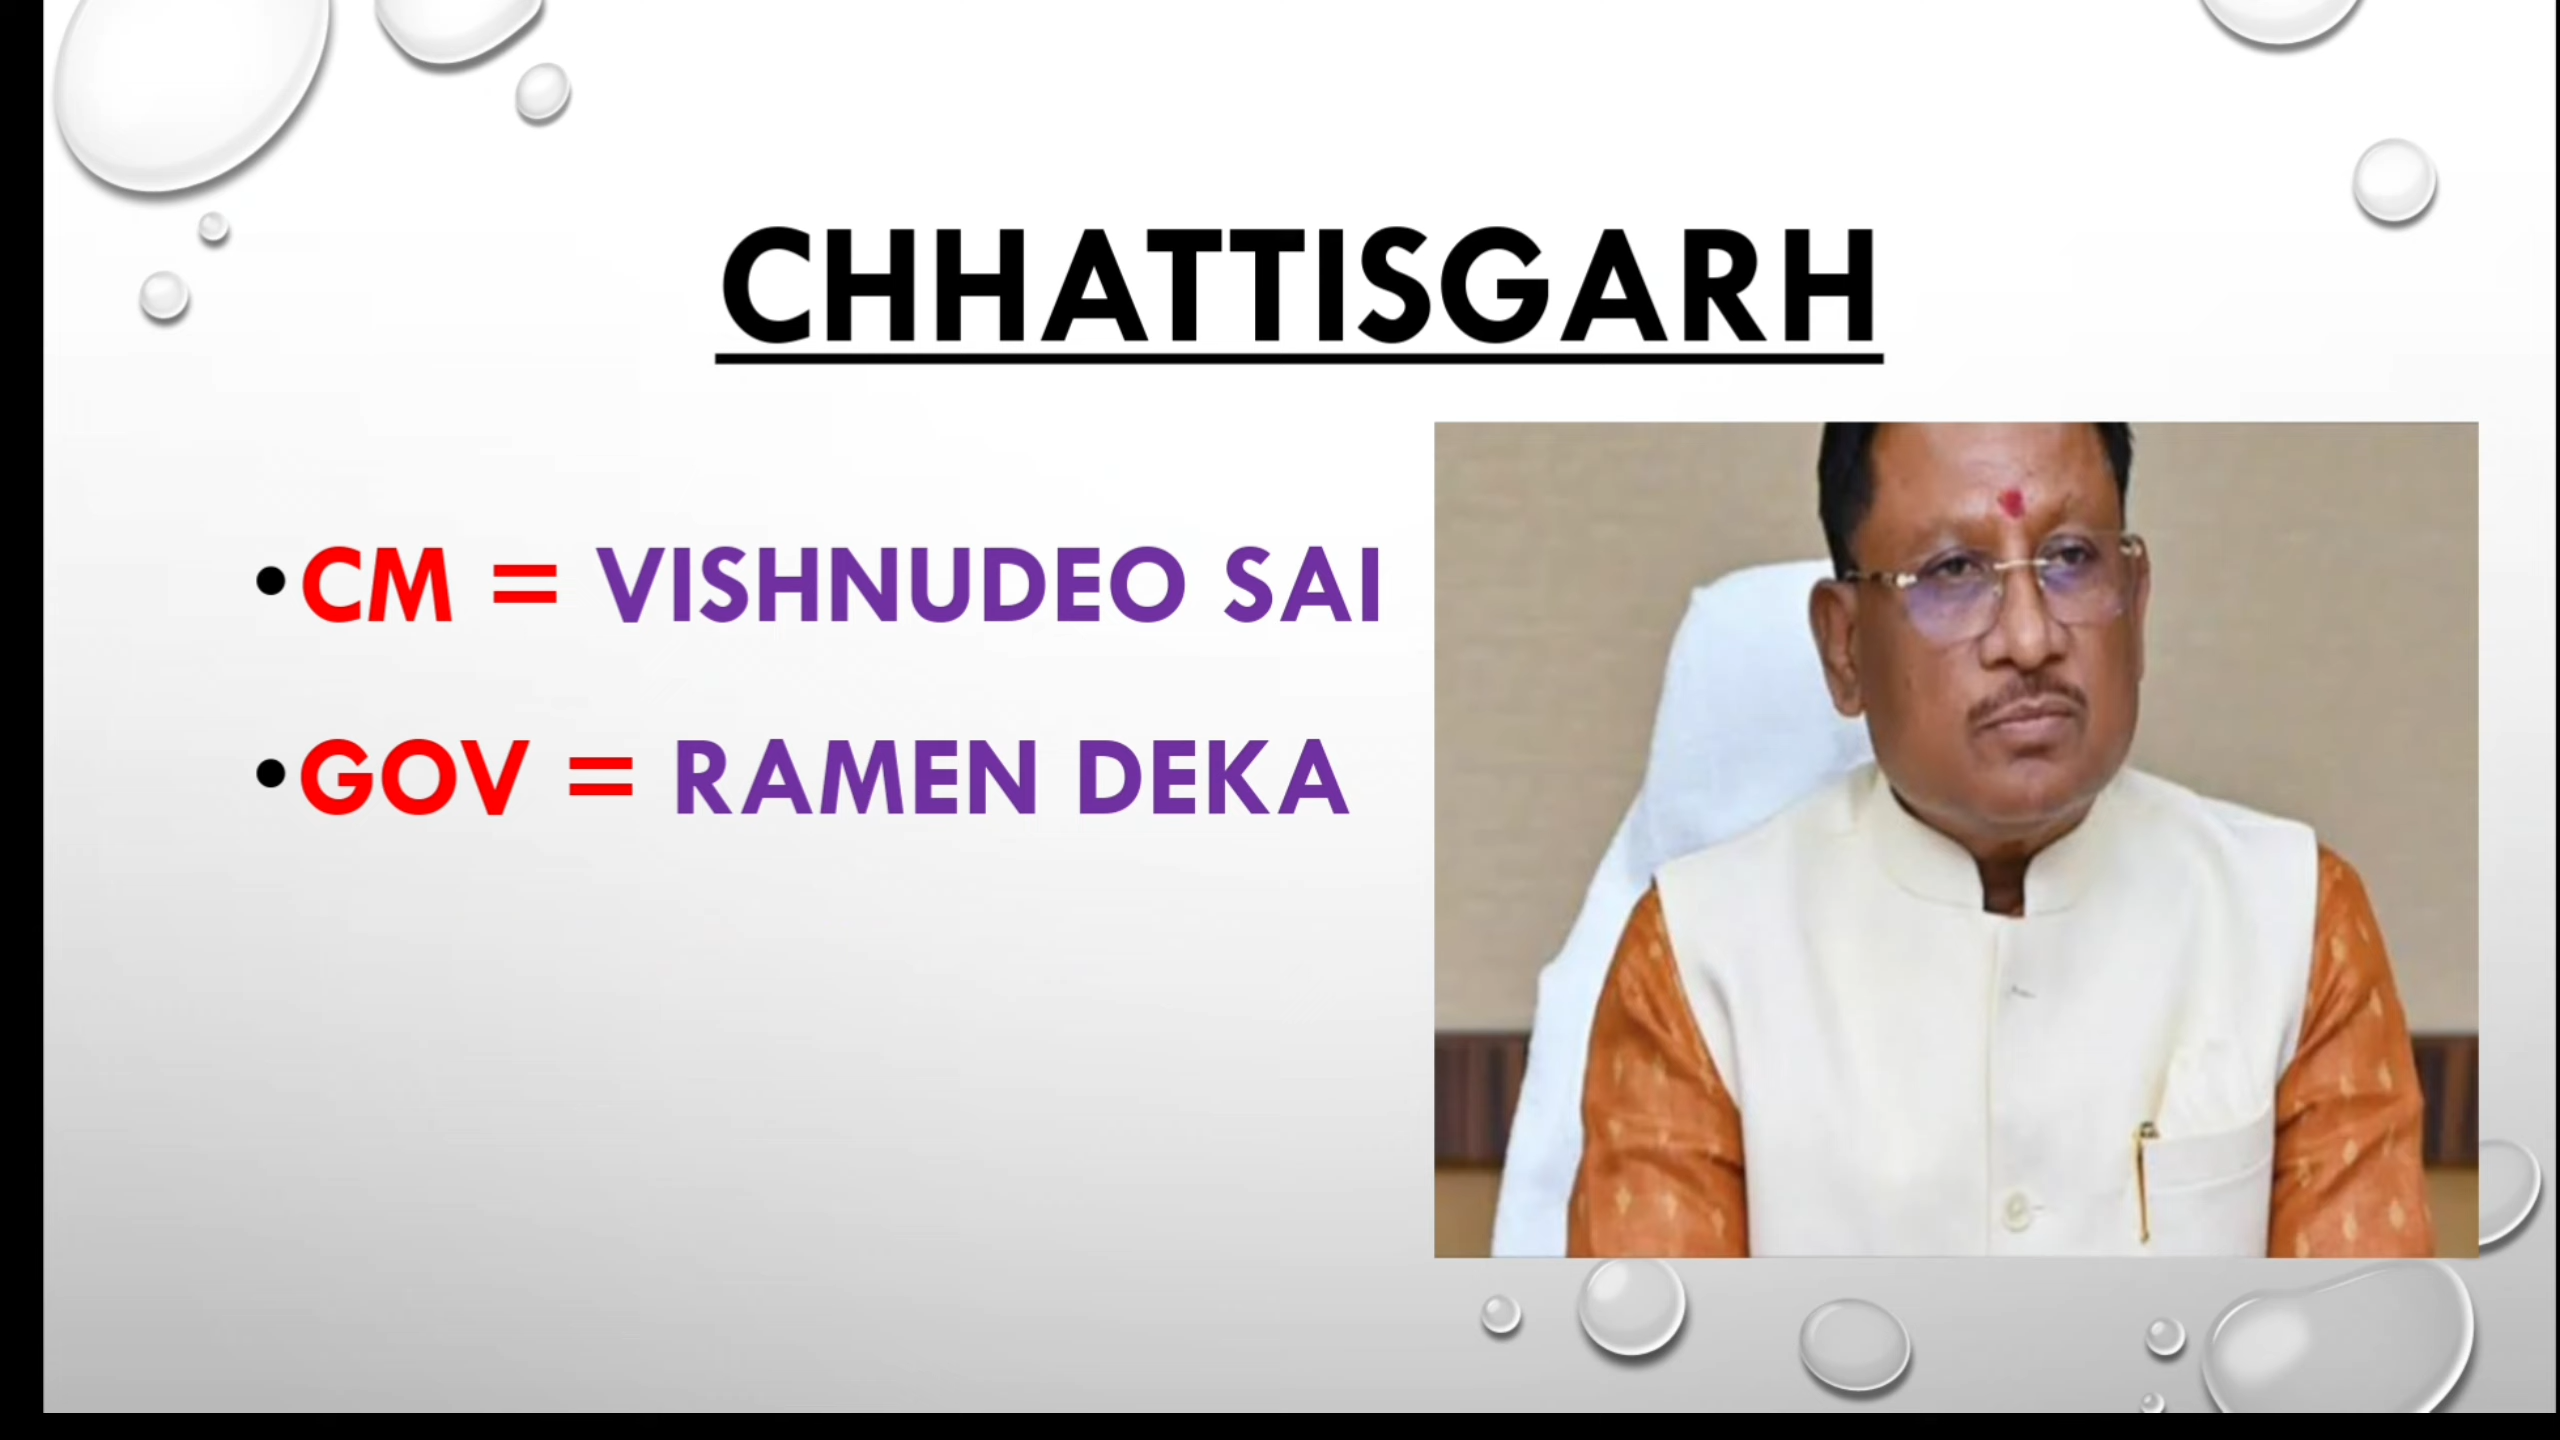 CHHATTISGARH
•CM = VISHNUDEO SAI
•GOV = RAMEN DEKA